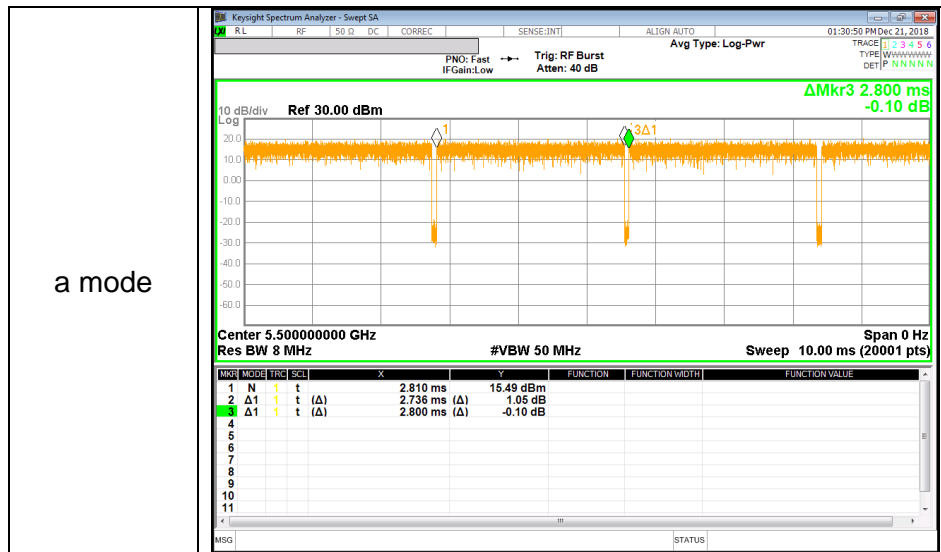 a mode
Keysight Spectrum Analyzer - Swept SA
LXI RL RF 50 Ω DC CORREC SENSE:INT ALIGN AUTO 01:30:50 PM Dec 21, 2018
Avg Type: Log-Pwr TRACE 1 2 3 4 5 6
PNO: Fast Trig: RF Burst TYPE WWWWWW
IFGain:Low Atten: 40 dB DET P N N N N N
ΔMkr3 2.800 ms
10 dB/div Ref 30.00 dBm -0.10 dB
Log
1 3Δ1
20.0
10.0
0.00
-10.0
-20.0
-30.0
-40.0
-50.0
-60.0
Center 5.500000000 GHz Span 0 Hz
Res BW 8 MHz #VBW 50 MHz Sweep 10.00 ms (20001 pts)
MKR MODE TRC SCL X Y FUNCTION FUNCTION WIDTH FUNCTION VALUE
1 N 1 t 2.810 ms 15.49 dBm
2 Δ1 1 t (Δ) 2.736 ms (Δ) 1.05 dB
3 Δ1 1 t (Δ) 2.800 ms (Δ) -0.10 dB
4
5
6
7
8
9
10
11
MSG STATUS